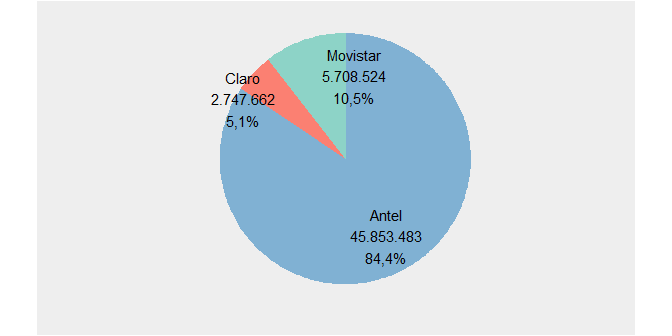 Movistar
5.708.524
10,5%
Claro
2.747.662
5,1%
Antel
45.853.483
84,4%